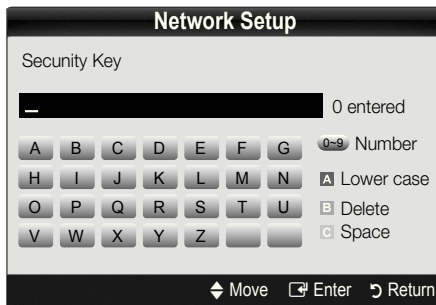 Network Setup
Security Key
_ 0 entered
A B C D E F G 0~9 Number
H I J K L M N A Lower case
O P Q R S T U B Delete
V W X Y Z C Space
Move Enter Return